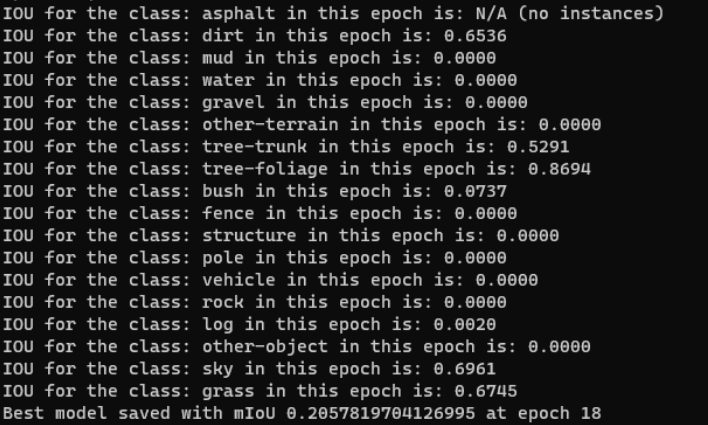 IOU for the class: asphalt in this epoch is: N/A (no instances)
IOU for the class: dirt in this epoch is: 0.6536
IOU for the class: mud in this epoch is: 0.0000
IOU for the class: water in this epoch is: 0.0000
IOU for the class: gravel in this epoch is: 0.0000
IOU for the class: other-terrain in this epoch is: 0.0000
IOU for the class: tree-trunk in this epoch is: 0.5291
IOU for the class: tree-foliage in this epoch is: 0.8694
IOU for the class: bush in this epoch is: 0.0737
IOU for the class: fence in this epoch is: 0.0000
IOU for the class: structure in this epoch is: 0.0000
IOU for the class: pole in this epoch is: 0.0000
IOU for the class: vehicle in this epoch is: 0.0000
IOU for the class: rock in this epoch is: 0.0000
IOU for the class: log in this epoch is: 0.0020
IOU for the class: other-object in this epoch is: 0.0000
IOU for the class: sky in this epoch is: 0.6961
IOU for the class: grass in this epoch is: 0.6745
Best model saved with mIoU 0.2057819704126995 at epoch 18